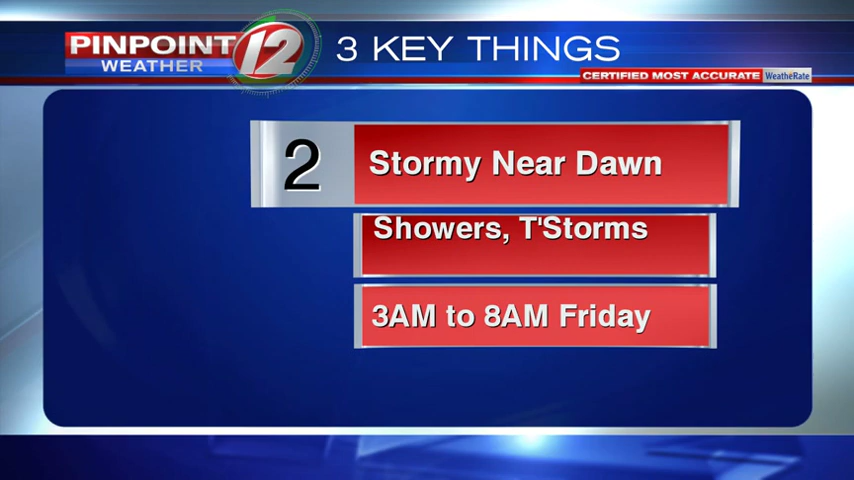 PINPOINT 12 3 KEY THINGS
WEATHER
CERTIFIED MOST ACCURATE WeatheRate
2 Stormy Near Dawn
Showers, T'Storms
3AM to 8AM Friday